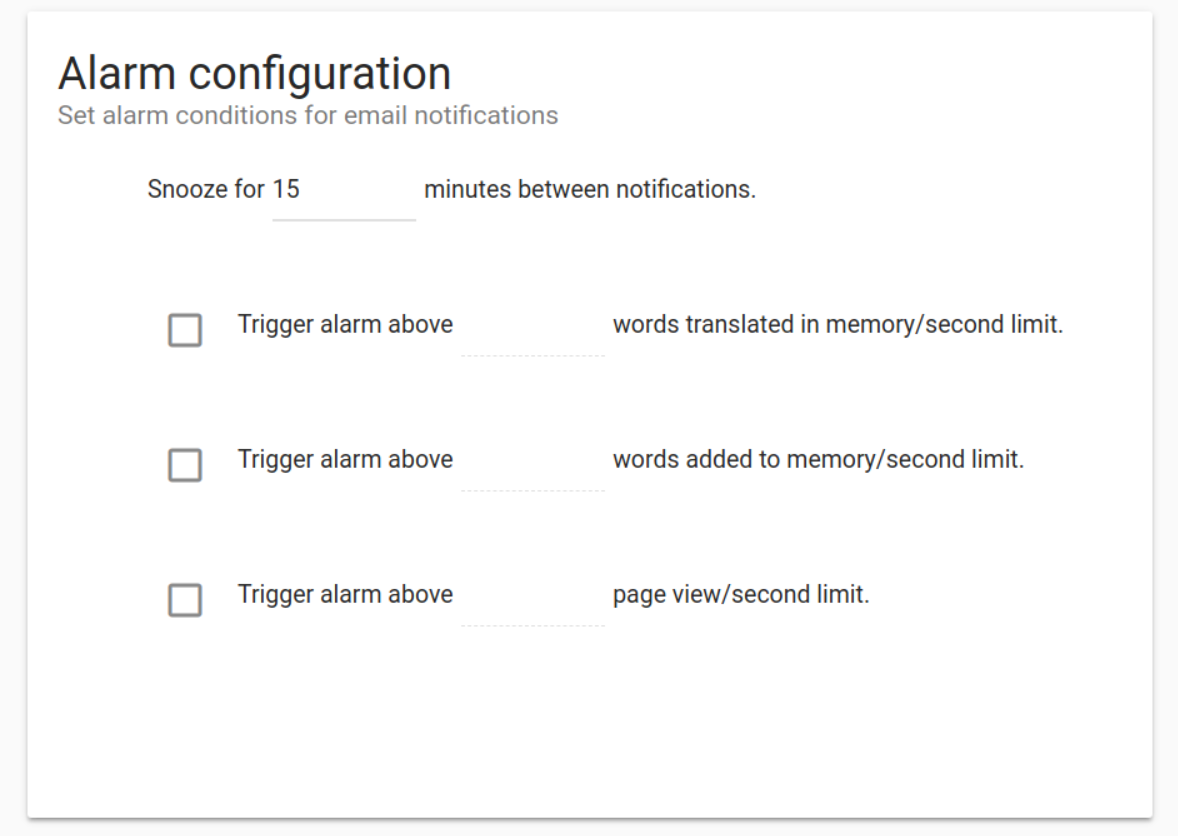 Alarm configuration
Set alarm conditions for email notifications
Snooze for 15 minutes between notifications.
Trigger alarm above words translated in memory/second limit.
Trigger alarm above words added to memory/second limit.
Trigger alarm above page view/second limit.